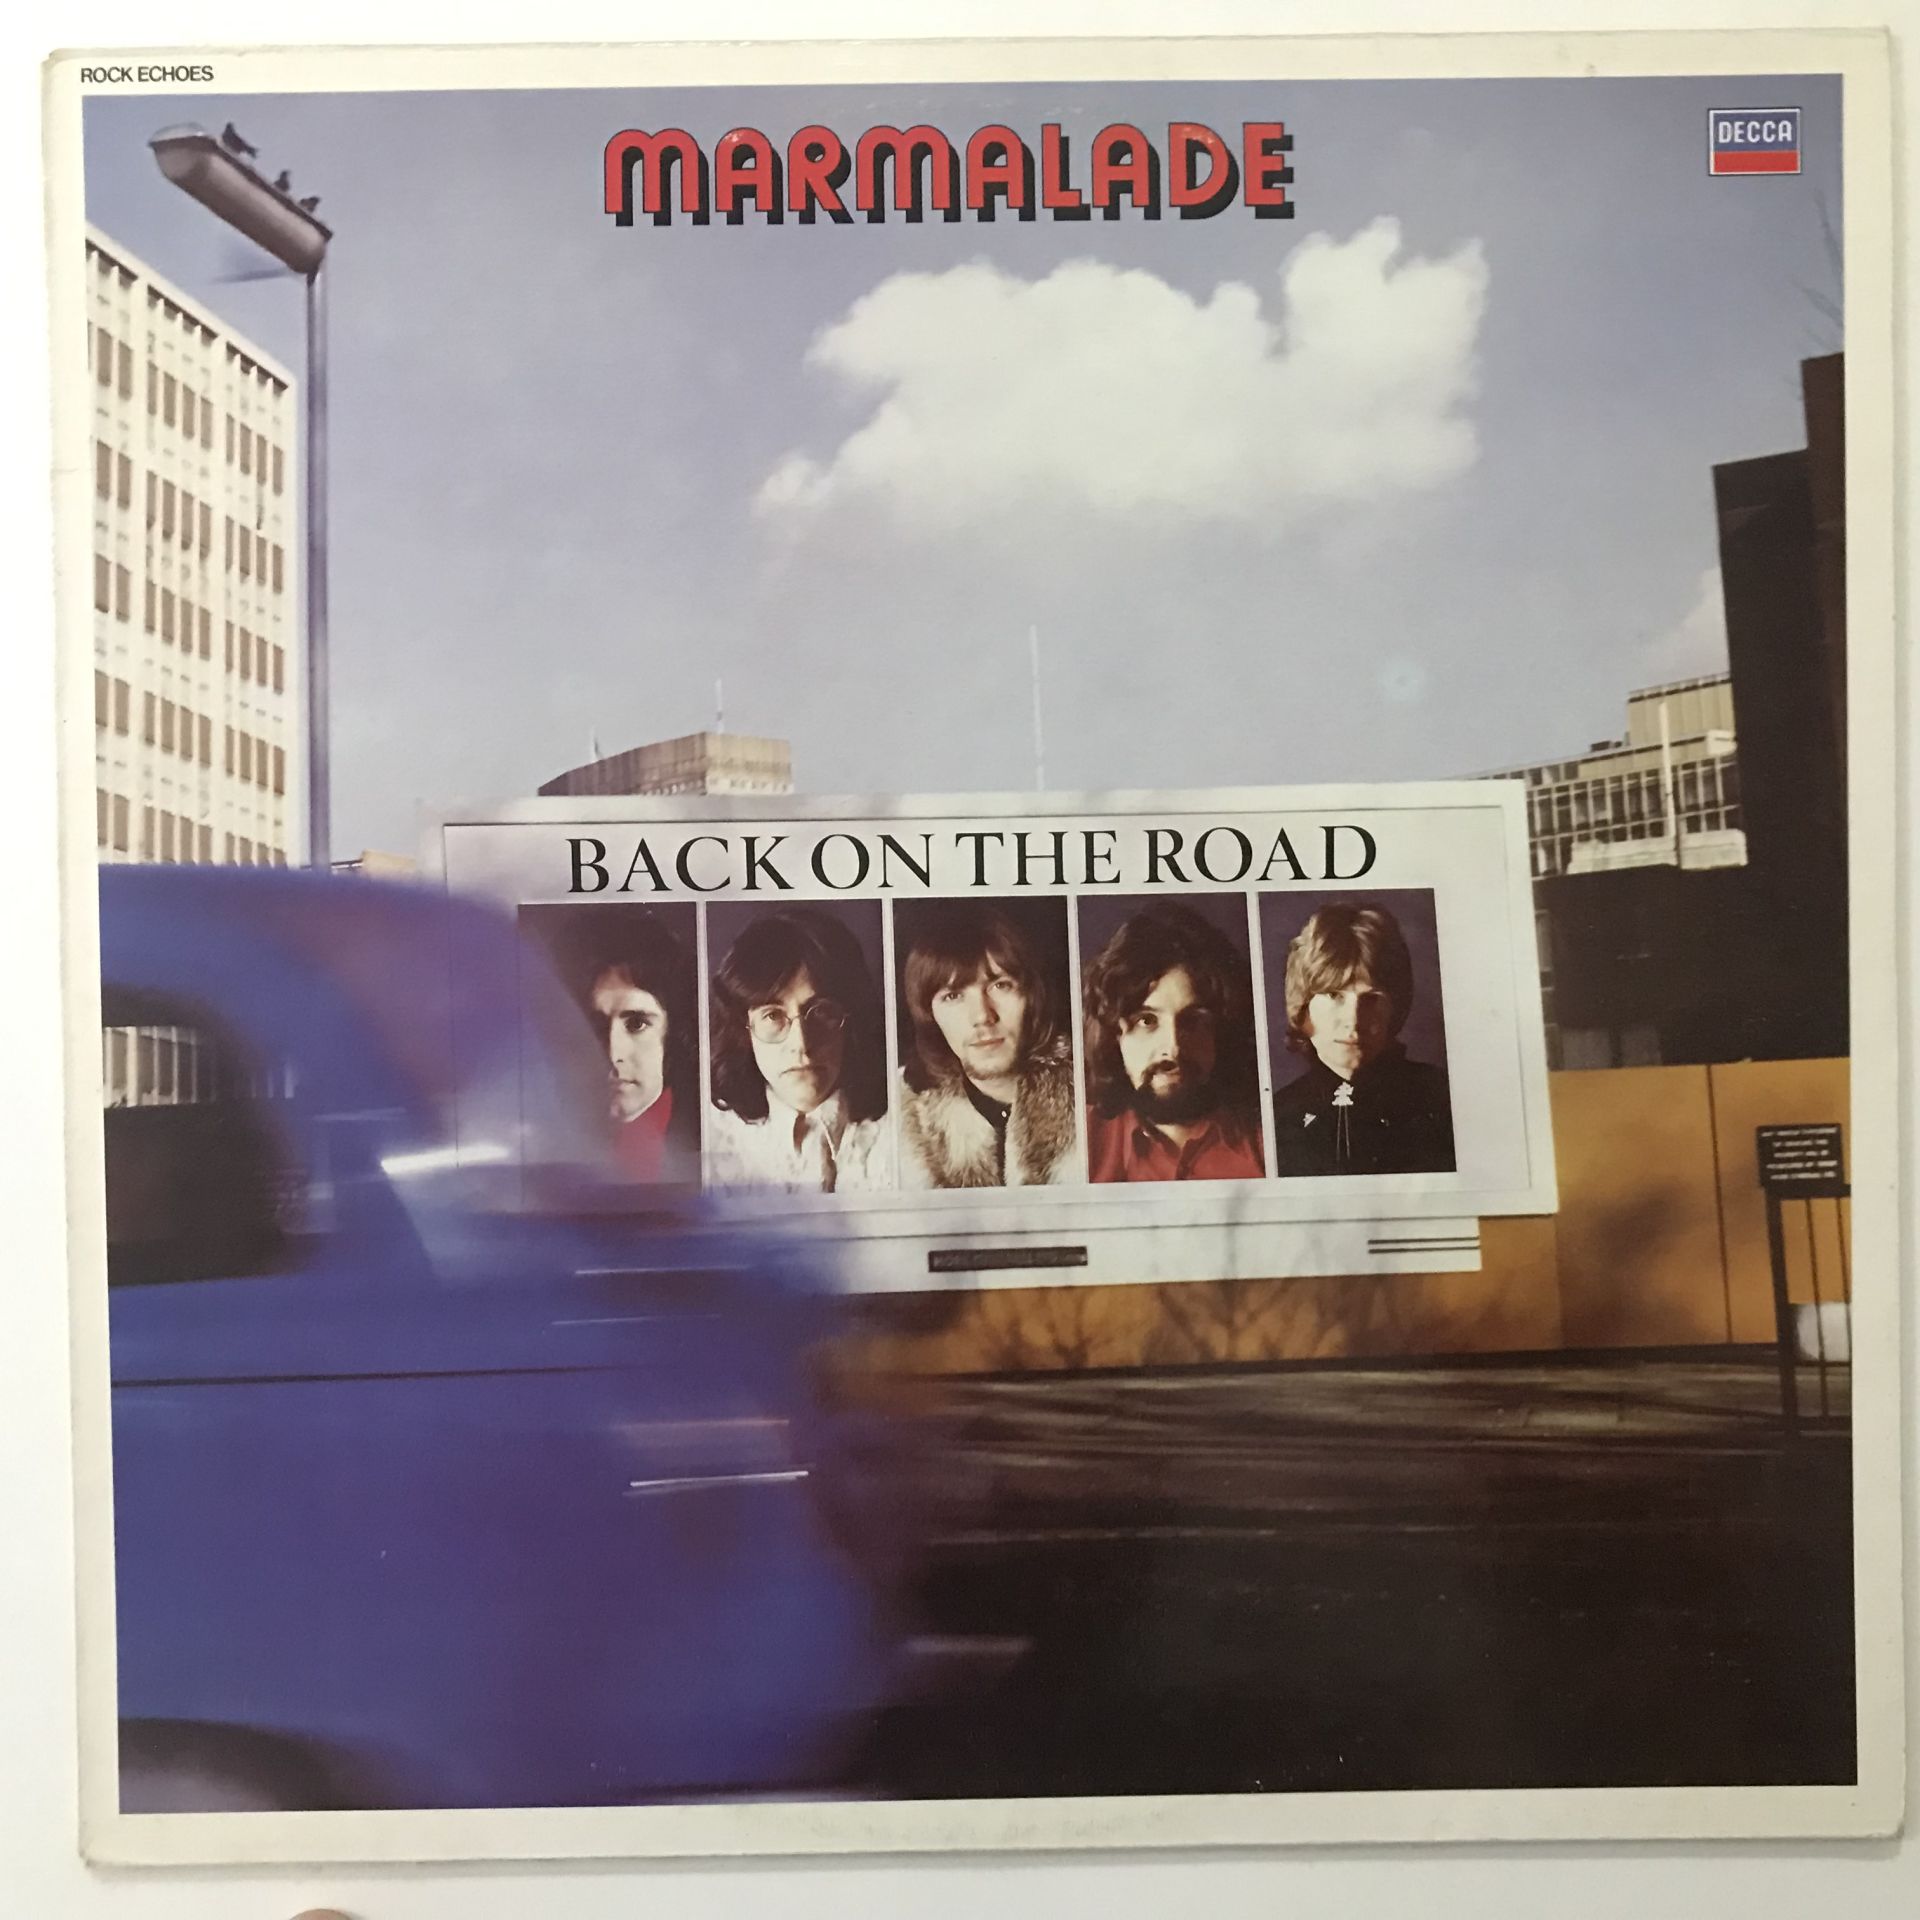 ROCK ECHOES
MARMALADE
DECCA
BACK ON THE ROAD